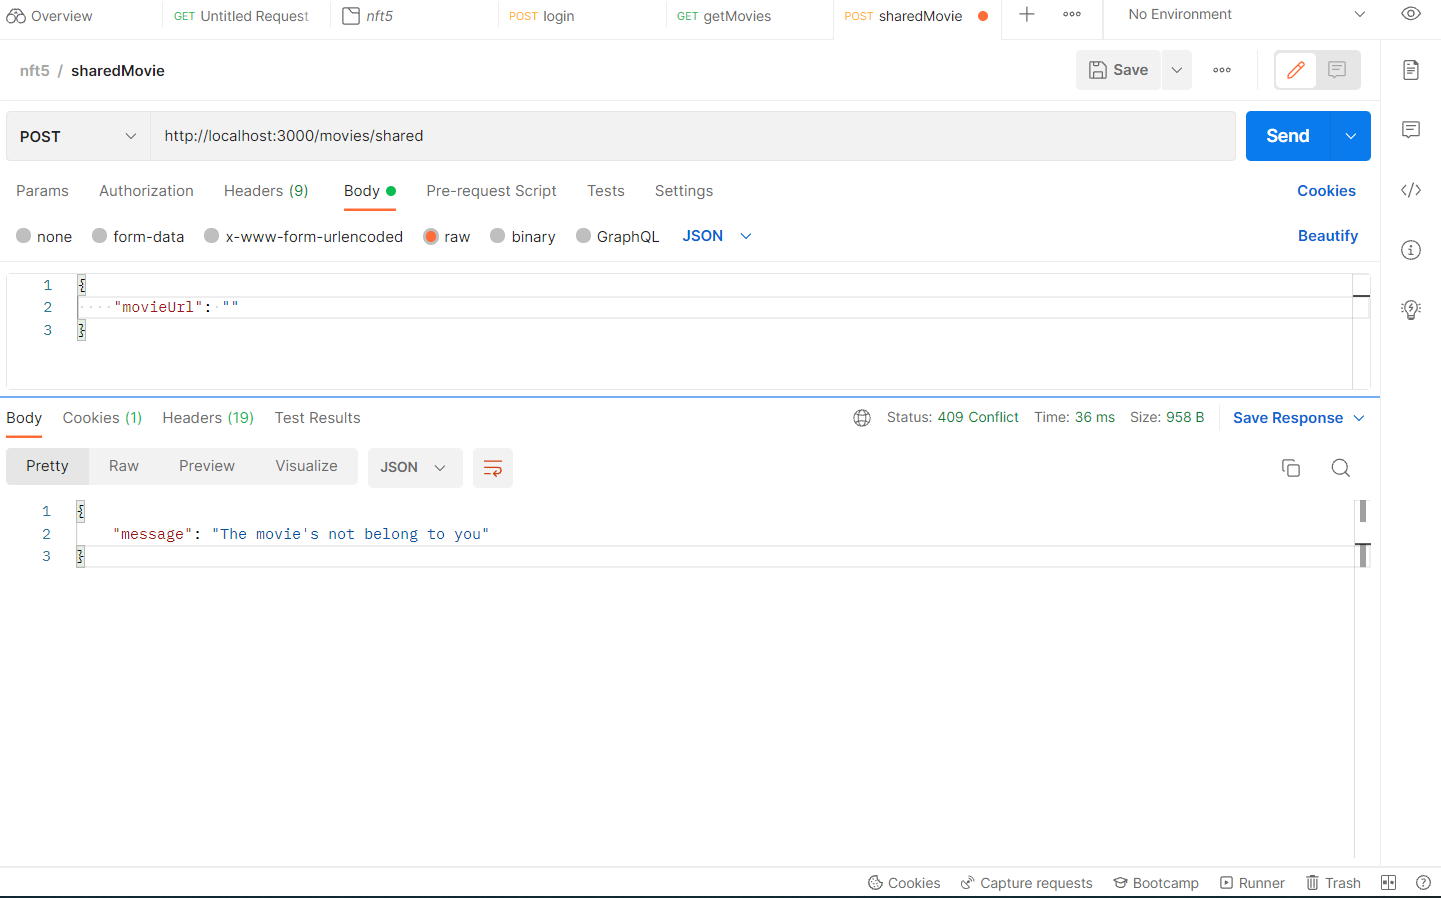 Overview
GET Untitled Request
nft5
POST login
GET getMovies
POST sharedMovie
No Environment
nft5 / sharedMovie
Save
POST
http://localhost:3000/movies/shared
Send
Params Authorization Headers (9) Body Pre-request Script Tests Settings Cookies
none form-data x-www-form-urlencoded raw binary GraphQL JSON Beautify
1 {
2 "movieUrl": ""
3 }
Body Cookies (1) Headers (19) Test Results Status: 409 Conflict Time: 36 ms Size: 958 B Save Response
Pretty Raw Preview Visualize JSON
1 {
2 "message": "The movie's not belong to you"
3 }
Cookies Capture requests Bootcamp Runner Trash